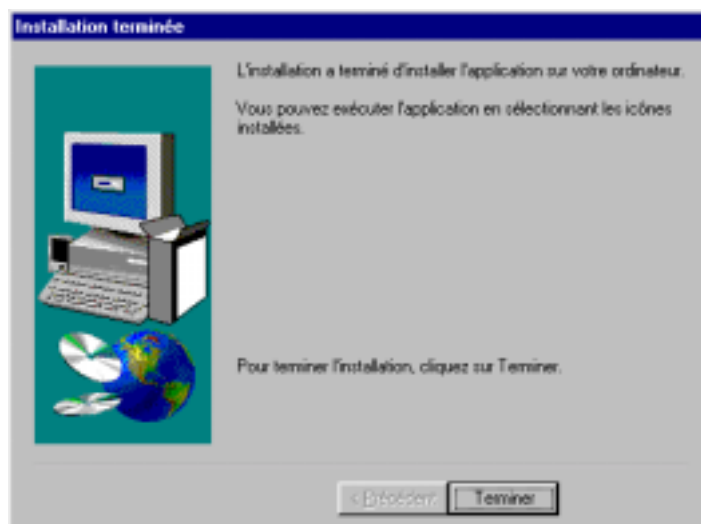 Installation terminée
L'installation a terminé d'installer l'application sur votre ordinateur.
Vous pouvez exécuter l'application en sélectionnant les icônes
installées.
Pour terminer l'installation, cliquez sur Terminer.
< Précédent
Terminer